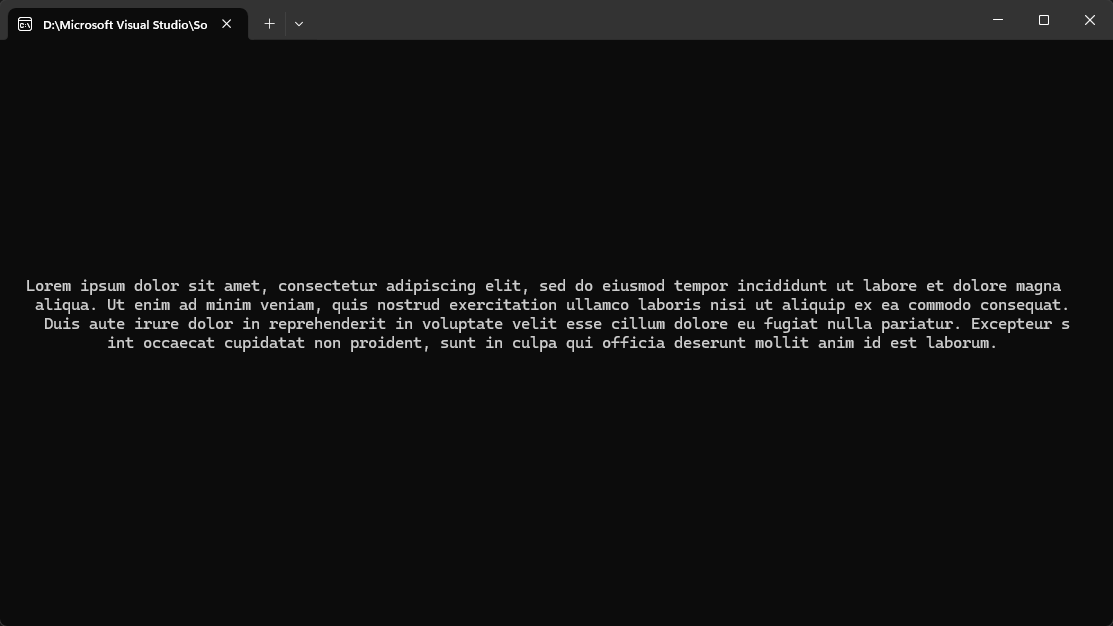 D:\Microsoft Visual Studio\So
Lorem ipsum dolor sit amet, consectetur adipiscing elit, sed do eiusmod tempor incididunt ut labore et dolore magna
aliqua. Ut enim ad minim veniam, quis nostrud exercitation ullamco laboris nisi ut aliquip ex ea commodo consequat.
Duis aute irure dolor in reprehenderit in voluptate velit esse cillum dolore eu fugiat nulla pariatur. Excepteur s
int occaecat cupidatat non proident, sunt in culpa qui officia deserunt mollit anim id est laborum.